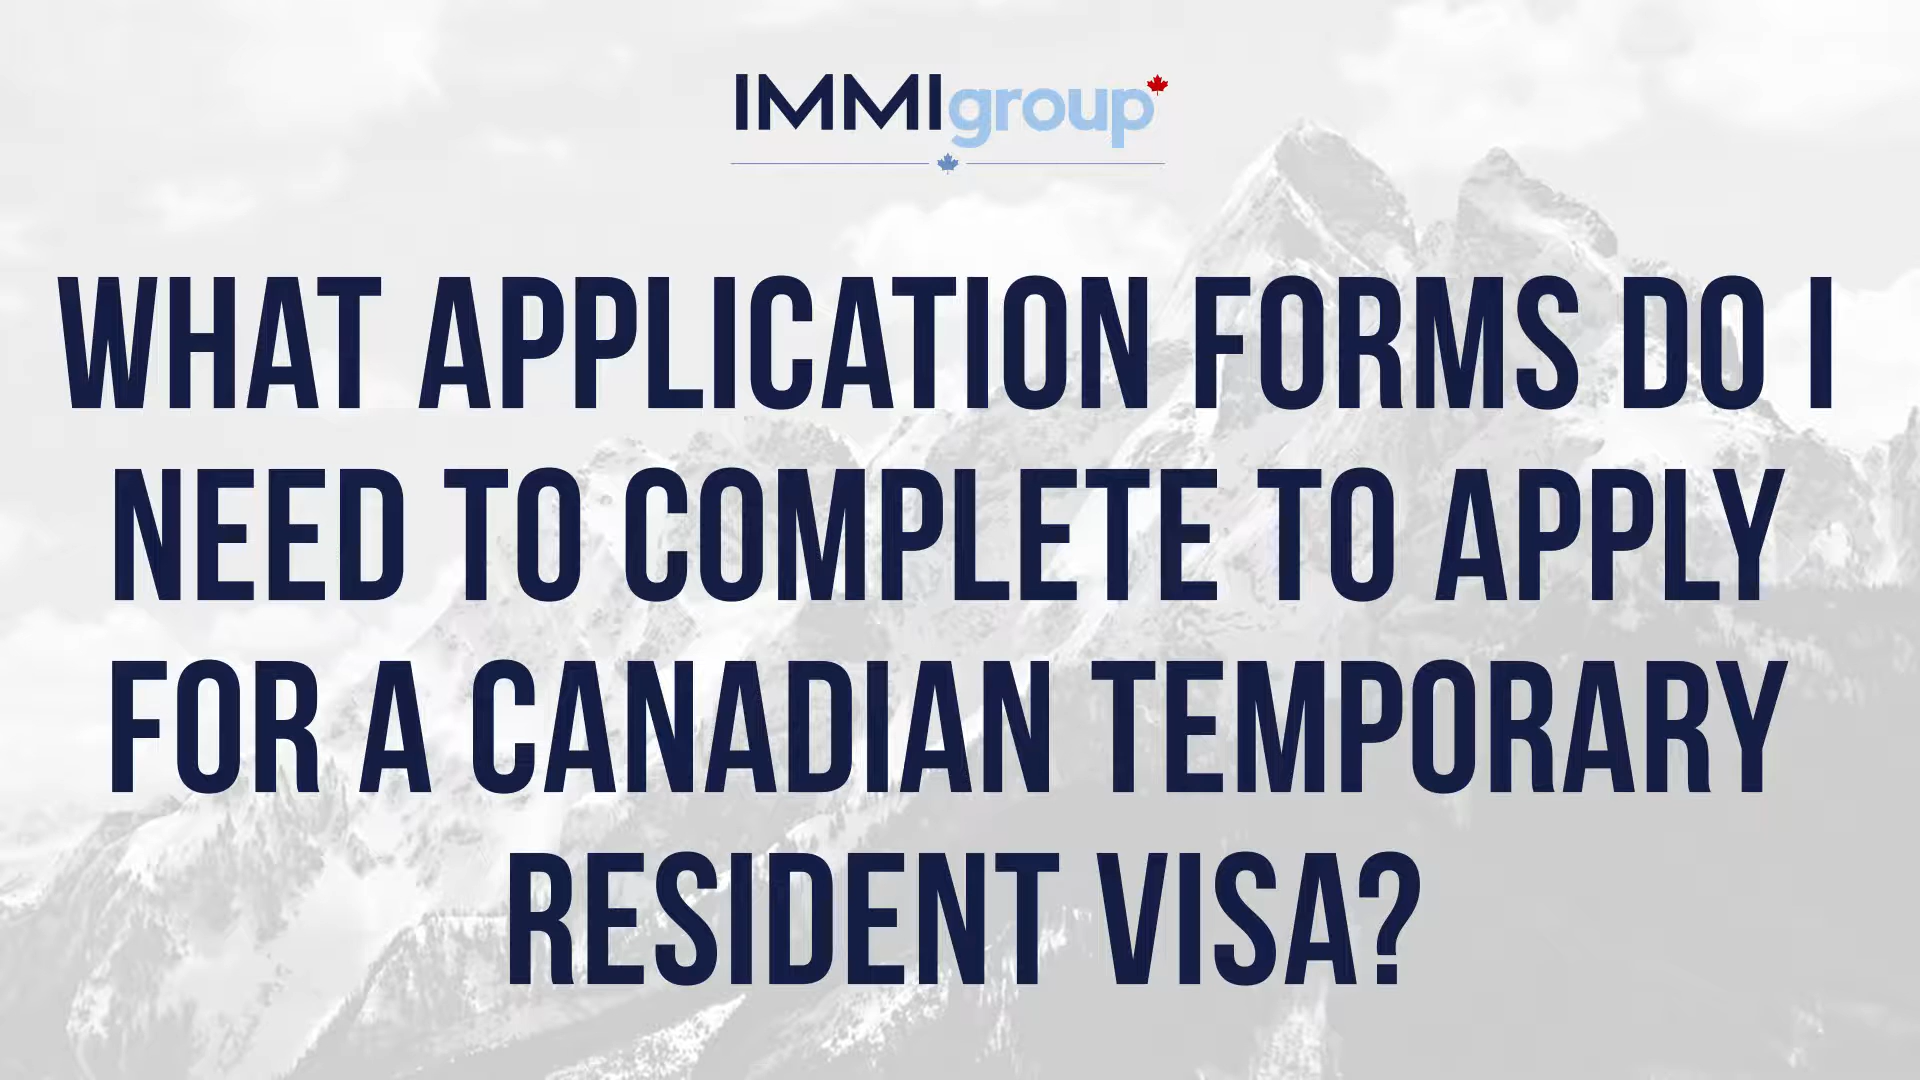 IMMIgroup
WHAT APPLICATION FORMS DO I
NEED TO COMPLETE TO APPLY
FOR A CANADIAN TEMPORARY
RESIDENT VISA?